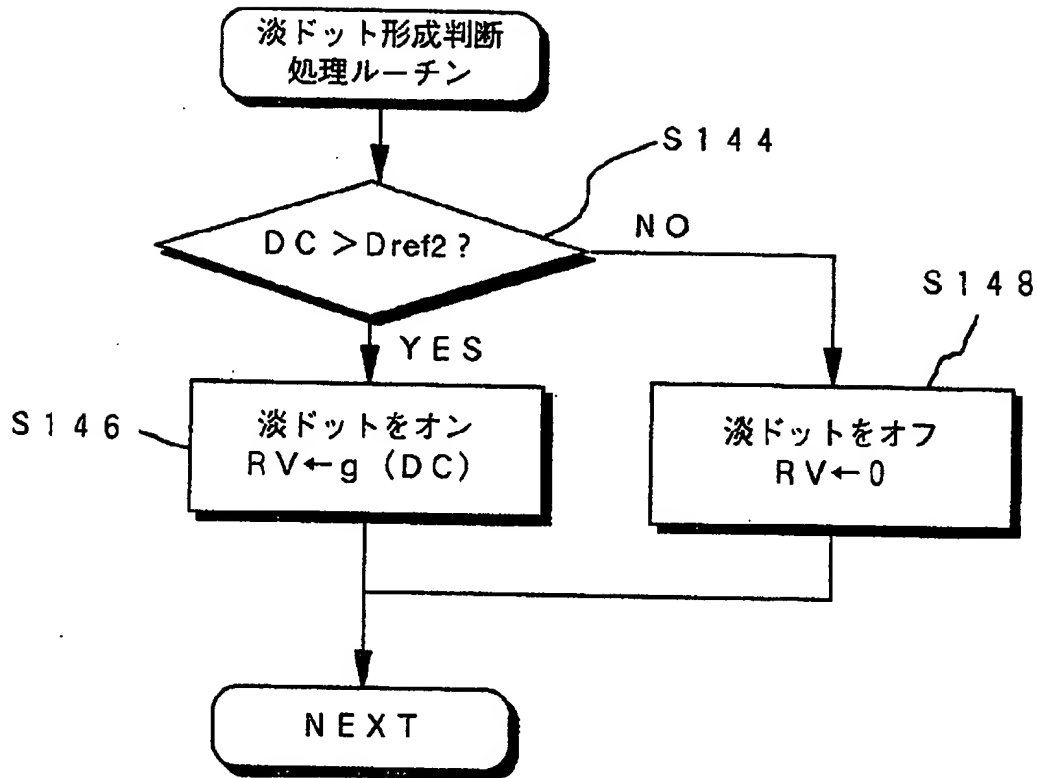 淡ドット形成判断
処理ルーチン
S144
DC>Dref2?
NO
S148
YES
S146
淡ドットをオン
RV←g(DC)
淡ドットをオフ
RV←0
NEXT